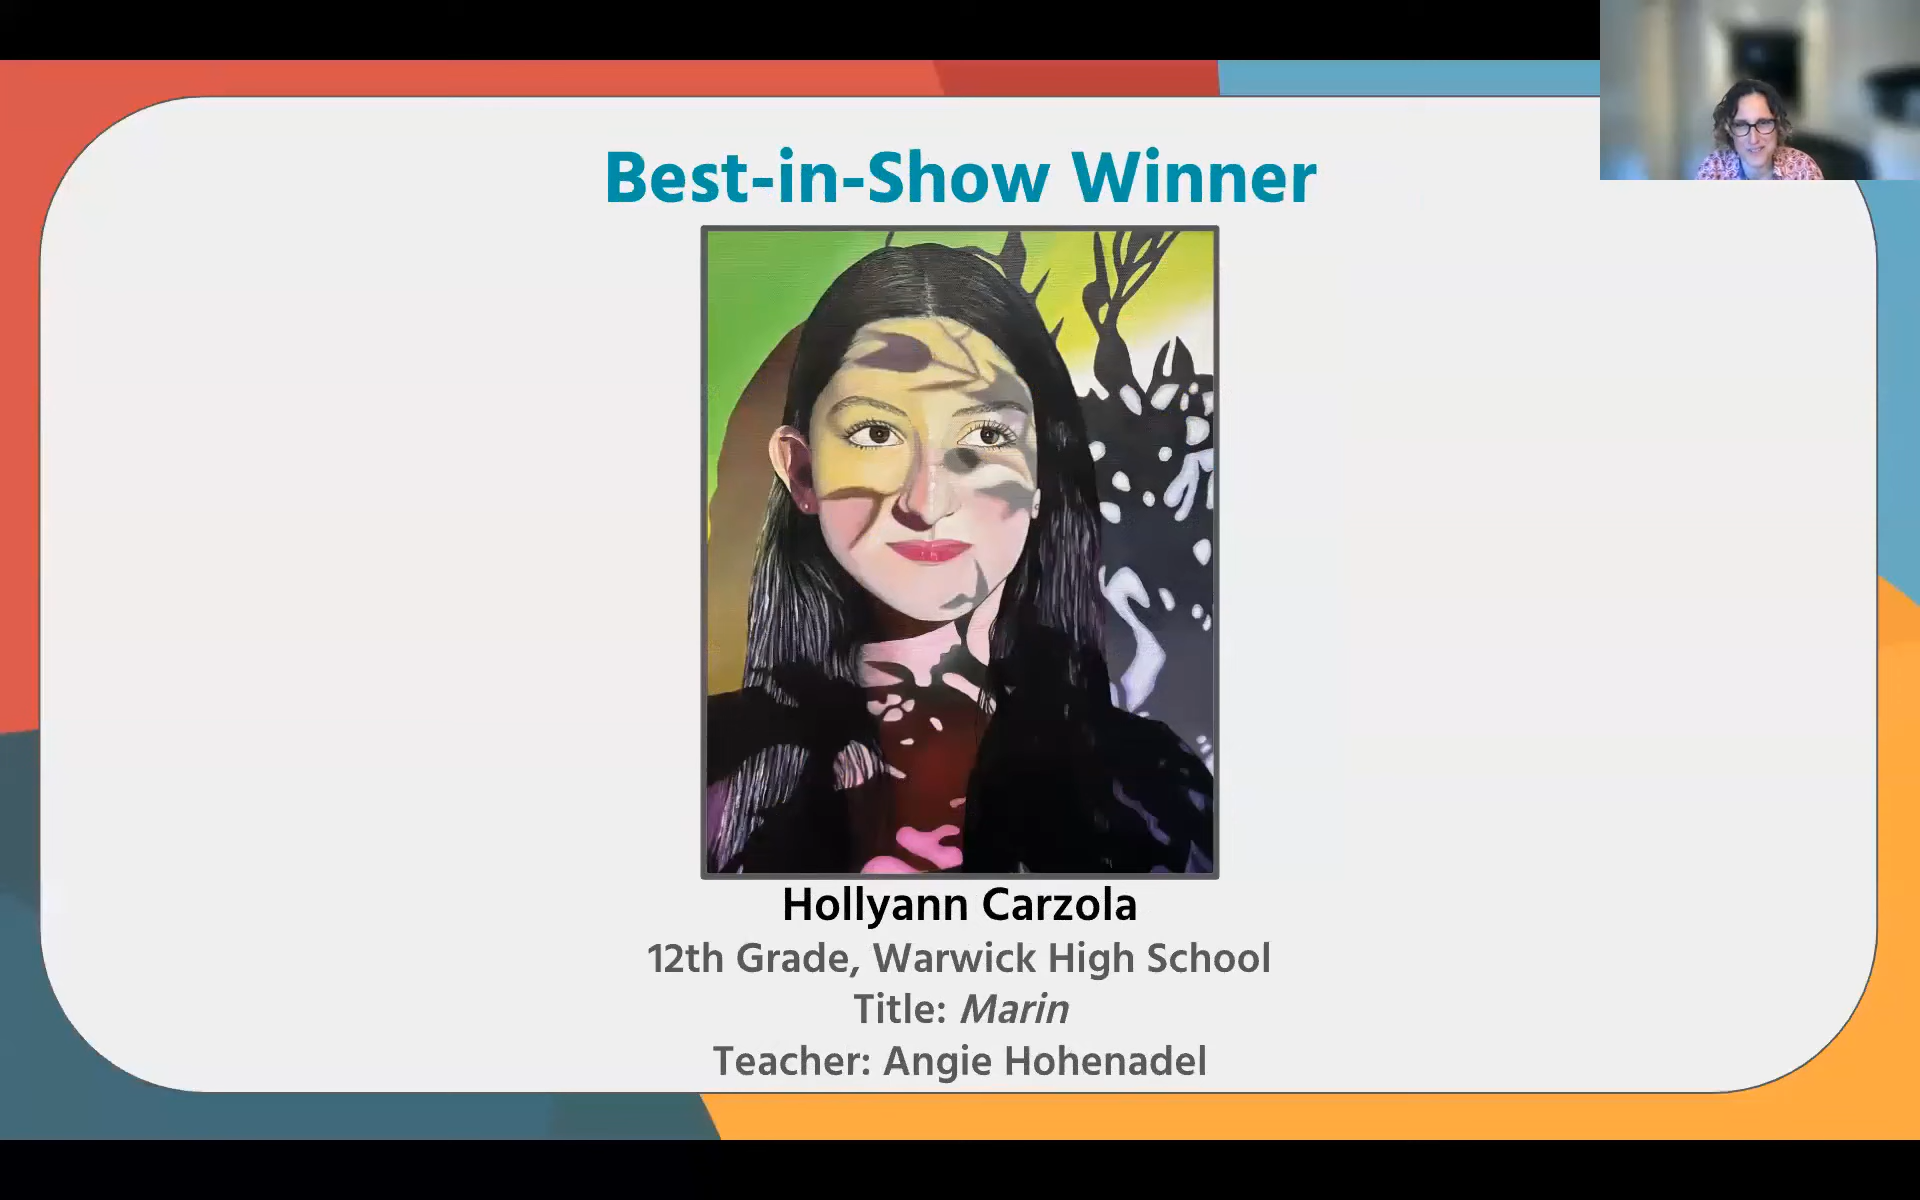 Best-in-Show Winner
Hollyann Carzola
12th Grade, Warwick High School
Title: Marin
Teacher: Angie Hohenadel